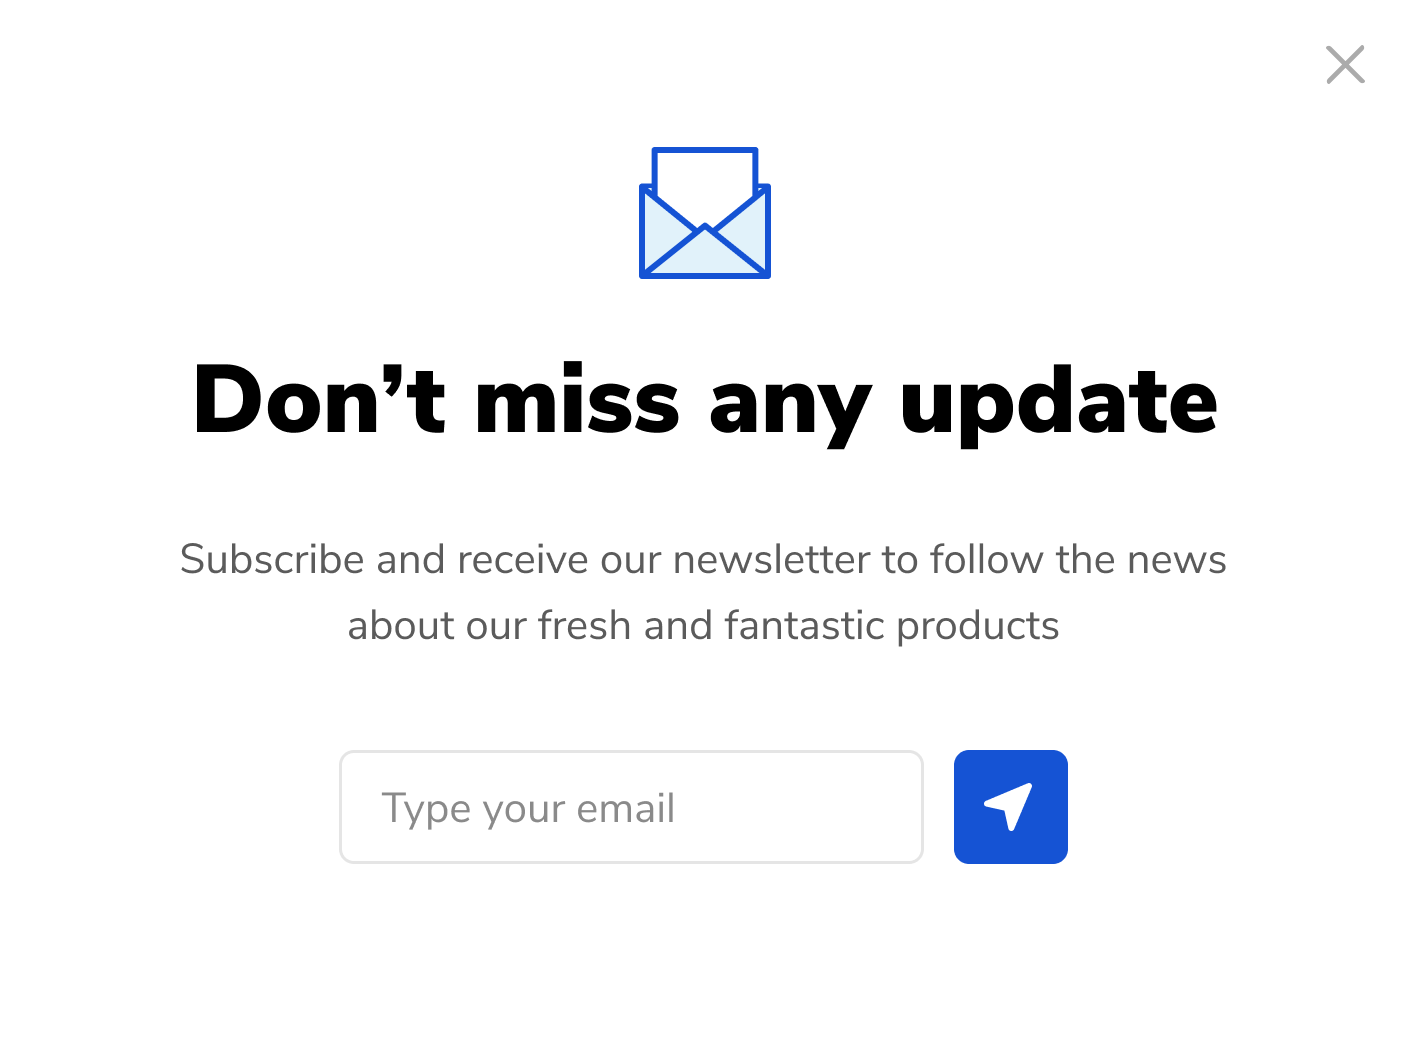 Don’t miss any update
Subscribe and receive our newsletter to follow the news
about our fresh and fantastic products
Type your email